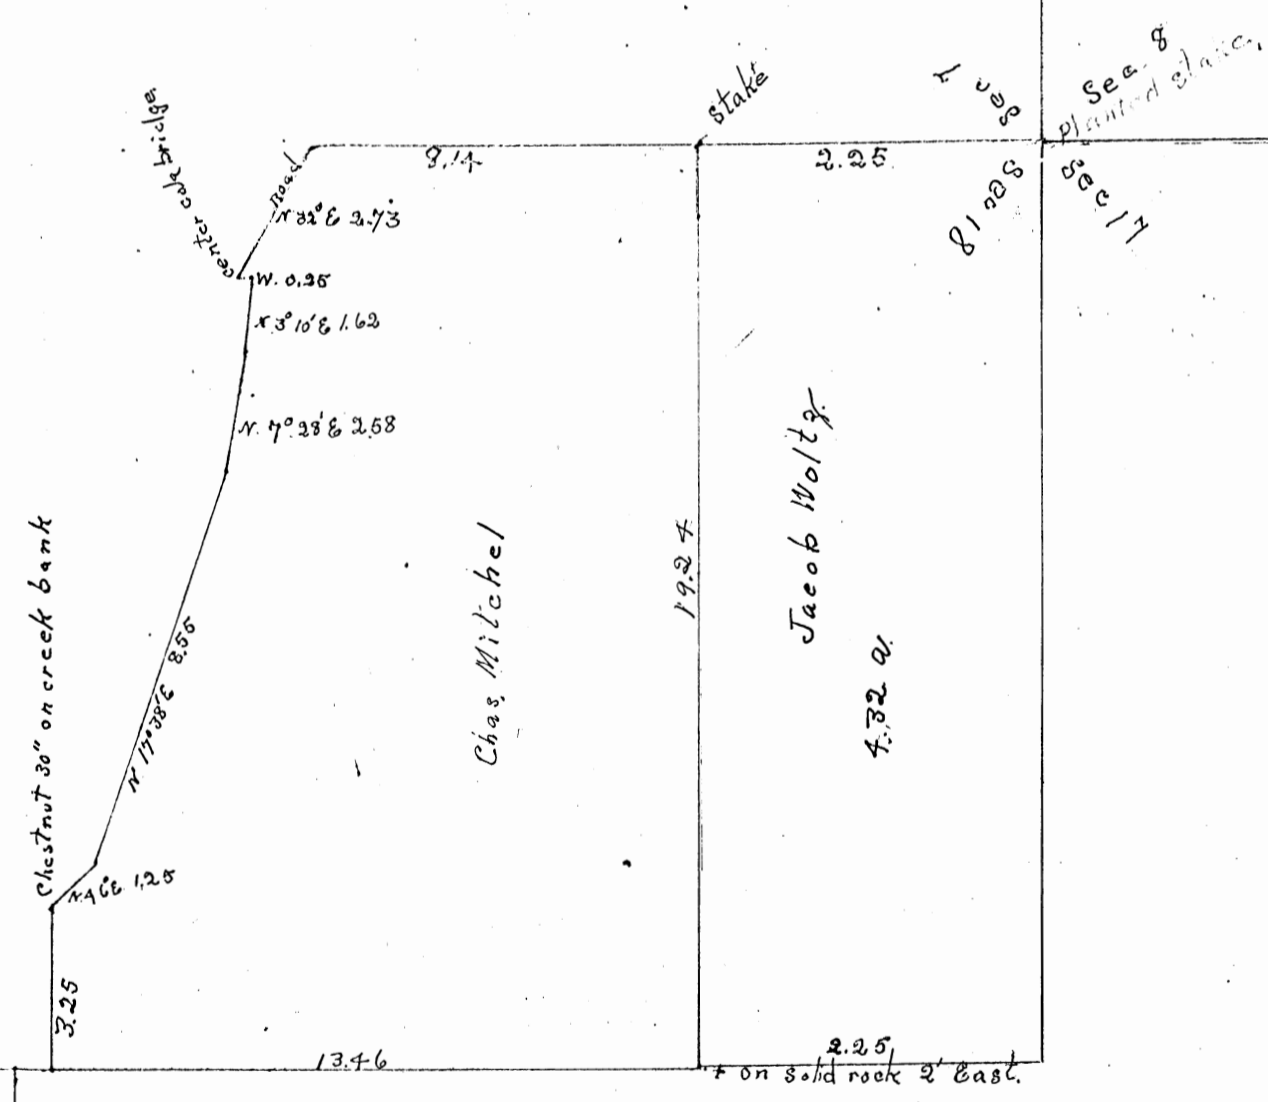 Stake
Sec 7
Sec. 8
Planted
8.14
2.25
Sec 18
Sec 17
Center cola bridge
Road
N 32° E 2.73
W. 0.25
N 3° 10' E 1.62
N. 7° 28' E 2.58
Chestnut 30" on creek bank
N 17° 38' E 8.55
N. 46° E 1.25
3.25
Chas. Mitchel
19.24
Jacob Woltz
4.32 a.
13.46
2.25
+ on solid rock 2' East.